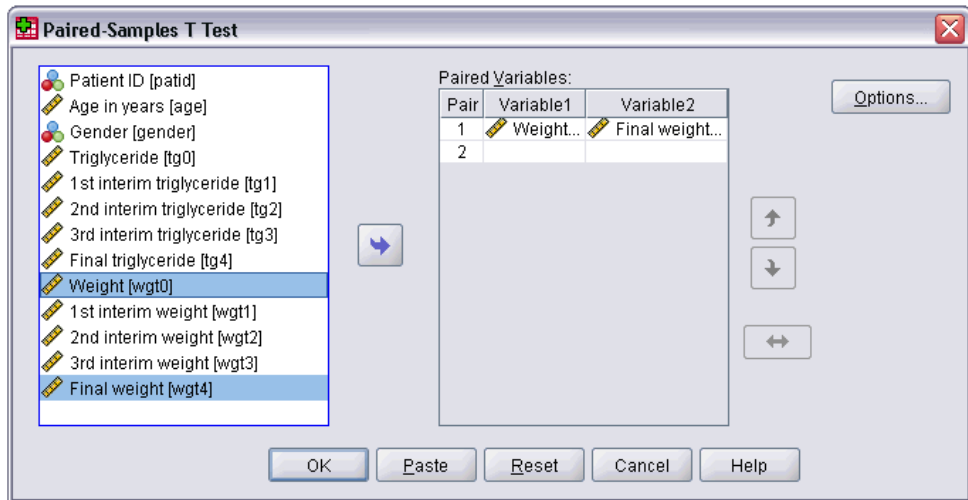 Paired-Samples T Test
Patient ID [patid]
Age in years [age]
Gender [gender]
Triglyceride [tg0]
1st interim triglyceride [tg1]
2nd interim triglyceride [tg2]
3rd interim triglyceride [tg3]
Final triglyceride [tg4]
Weight [wgt0]
1st interim weight [wgt1]
2nd interim weight [wgt2]
3rd interim weight [wgt3]
Final weight [wgt4]
Paired Variables:
Pair Variable1 Variable2
1 Weight... Final weight...
2
Options...
OK Paste Reset Cancel Help